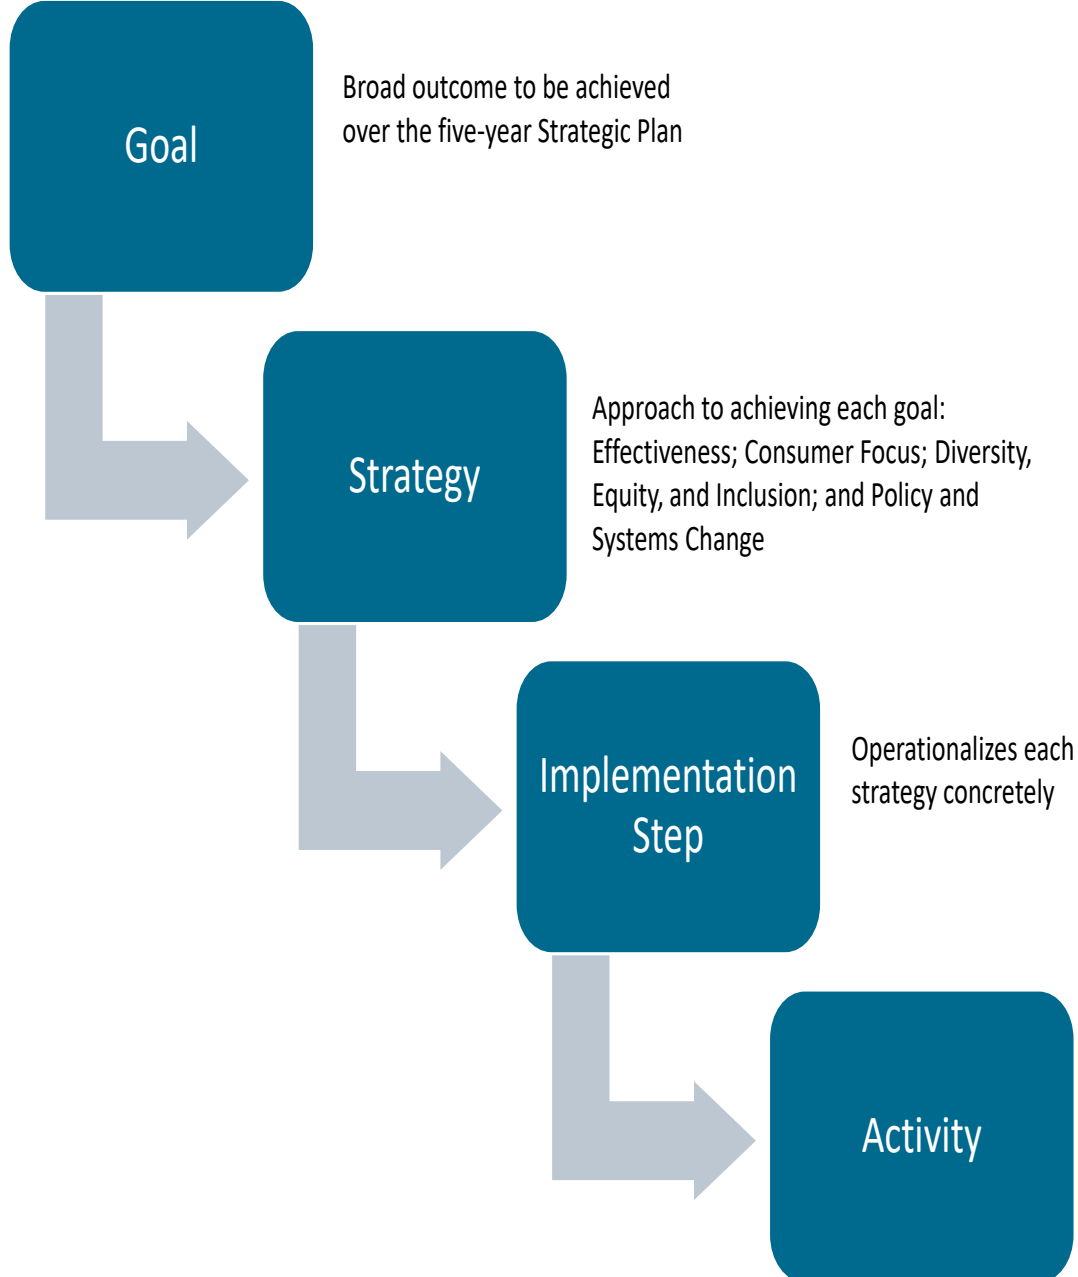 Goal
Broad outcome to be achieved
over the five-year Strategic Plan
Strategy
Approach to achieving each goal:
Effectiveness; Consumer Focus; Diversity,
Equity, and Inclusion; and Policy and
Systems Change
Implementation
Step
Operationalizes each
strategy concretely
Activity